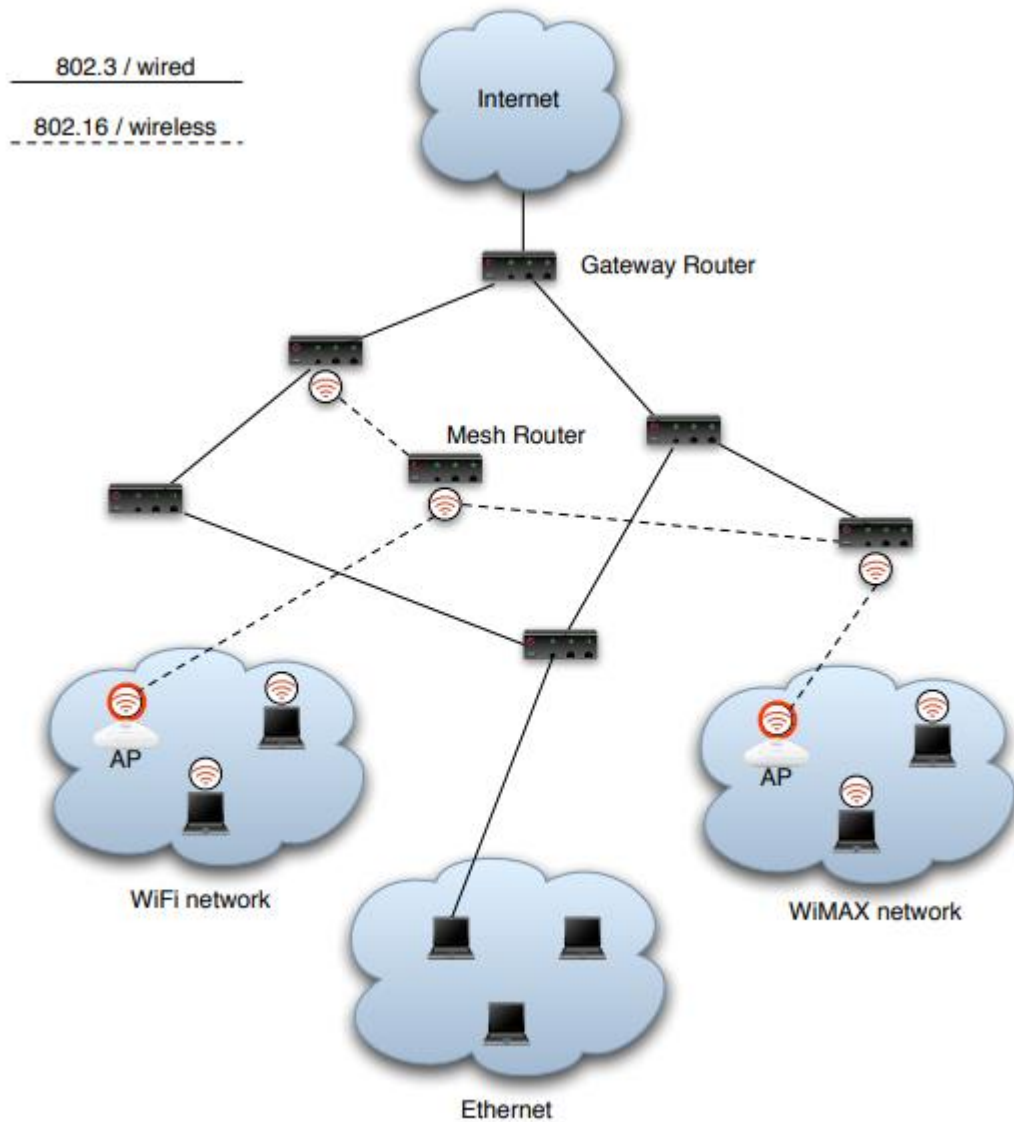 802.3 / wired
802.16 / wireless
Internet
Gateway Router
Mesh Router
AP
AP
WiFi network
WiMAX network
Ethernet